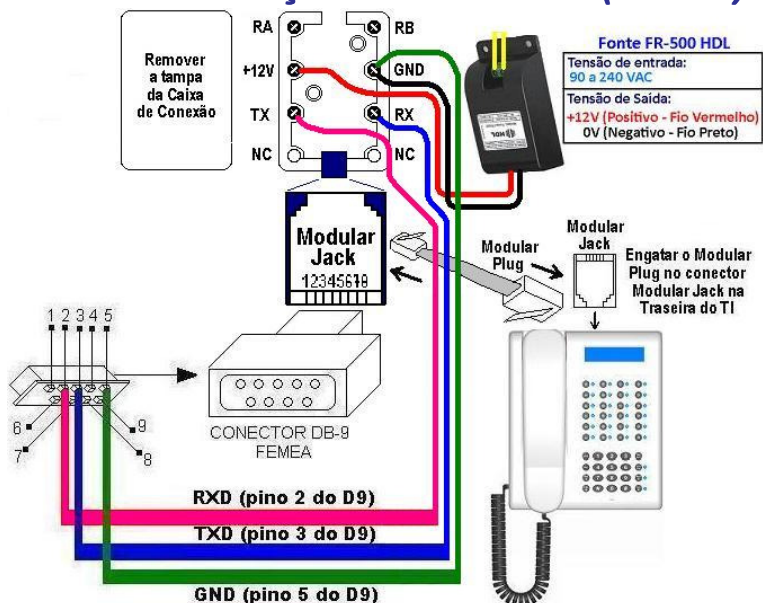 RA
RB
Remover
a tampa
da Caixa
de Conexão
+12V
GND
TX
RX
NC
NC
Fonte FR-500 HDL
Tensão de entrada:
90 a 240 VAC
Tensão de Saída:
+12V (Positivo - Fio Vermelho)
0V (Negativo - Fio Preto)
HDL
Modular
Jack
12345678
Modular
Plug
Modular
Jack
Engatar o Modular
Plug no conector
Modular Jack na
Traseira do TI
1 2 3 4 5
6
7
8
9
CONECTOR DB-9
FEMEA
RXD (pino 2 do D9)
TXD (pino 3 do D9)
GND (pino 5 do D9)